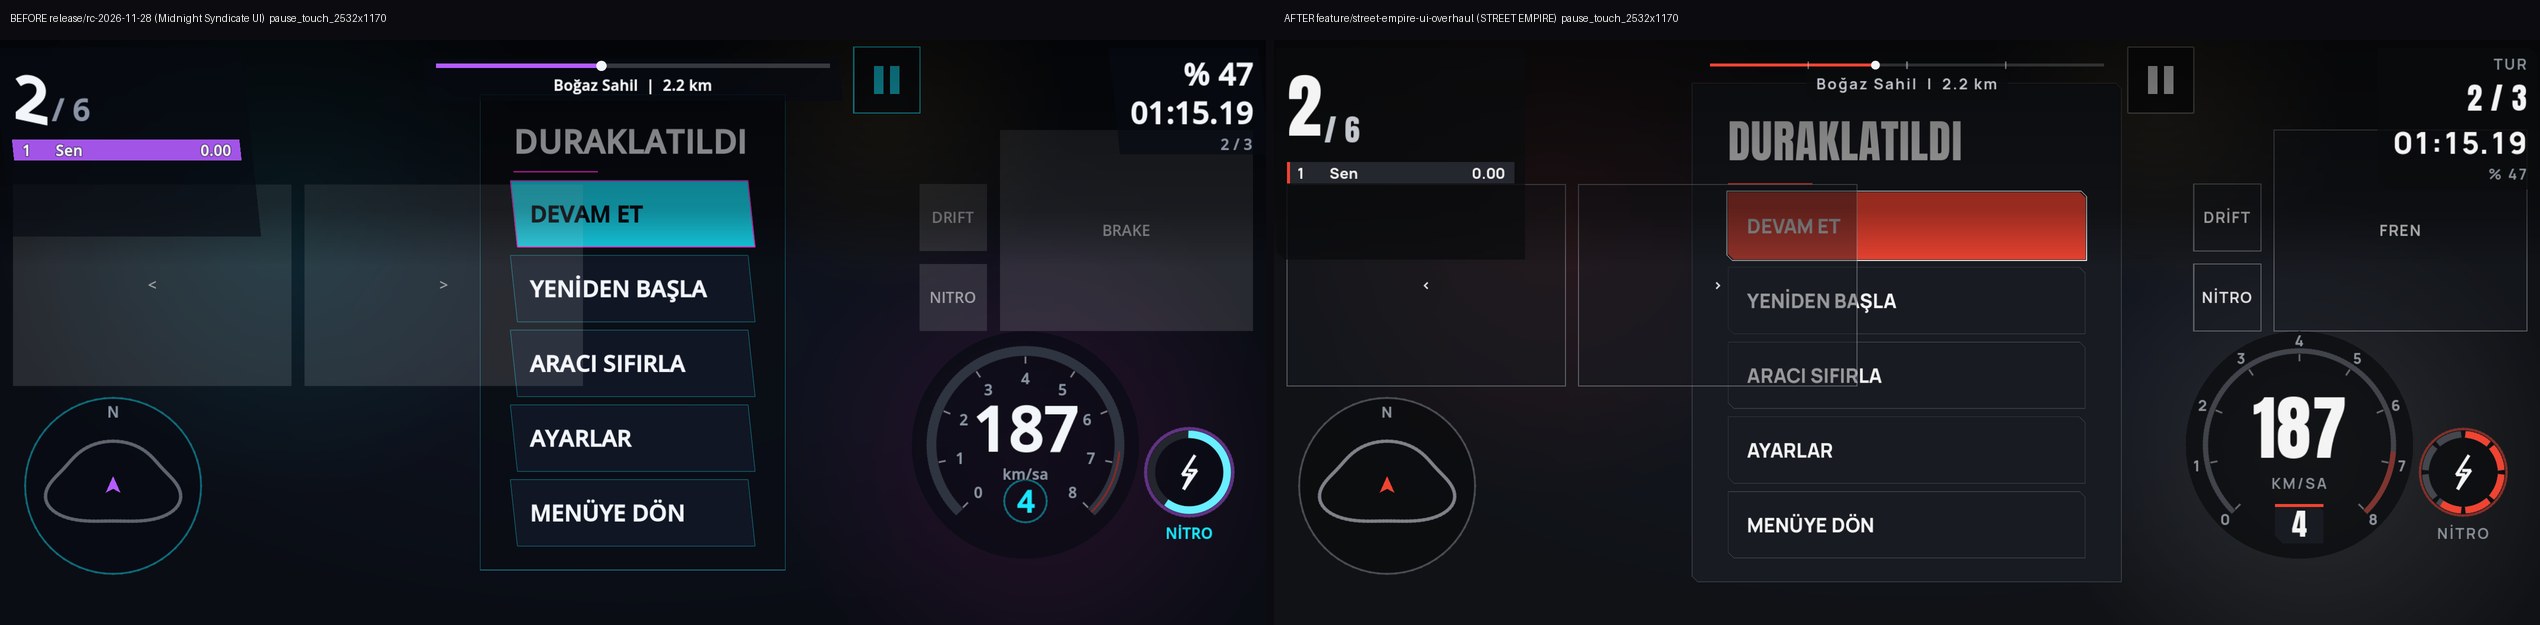 BEFORE release/rc-2026-11-28 (Midnight Syndicate UI) pause_touch_2532x1170
2/ 6
1 Sen 0.00
Boğaz Sahil | 2.2 km
% 47
01:15.19
2 / 3
DURAKLATILDI
DEVAM ET
YENİDEN BAŞLA
ARACI SIFIRLA
AYARLAR
MENÜYE DÖN
<
>
DRIFT
BRAKE
NITRO
N
0 1 2 3 4 5 6 7 8
187
km/sa
4
NİTRO
AFTER feature/street-empire-ui-overhaul (STREET EMPIRE) pause_touch_2532x1170
2/ 6
1 Sen 0.00
Boğaz Sahil | 2.2 km
TUR
2 / 3
01:15.19
% 47
DURAKLATILDI
DEVAM ET
YENİDEN BAŞLA
ARACI SIFIRLA
AYARLAR
MENÜYE DÖN
‹
›
DRİFT
FREN
NİTRO
N
0 1 2 3 4 5 6 7 8
187
KM/SA
4
NİTRO